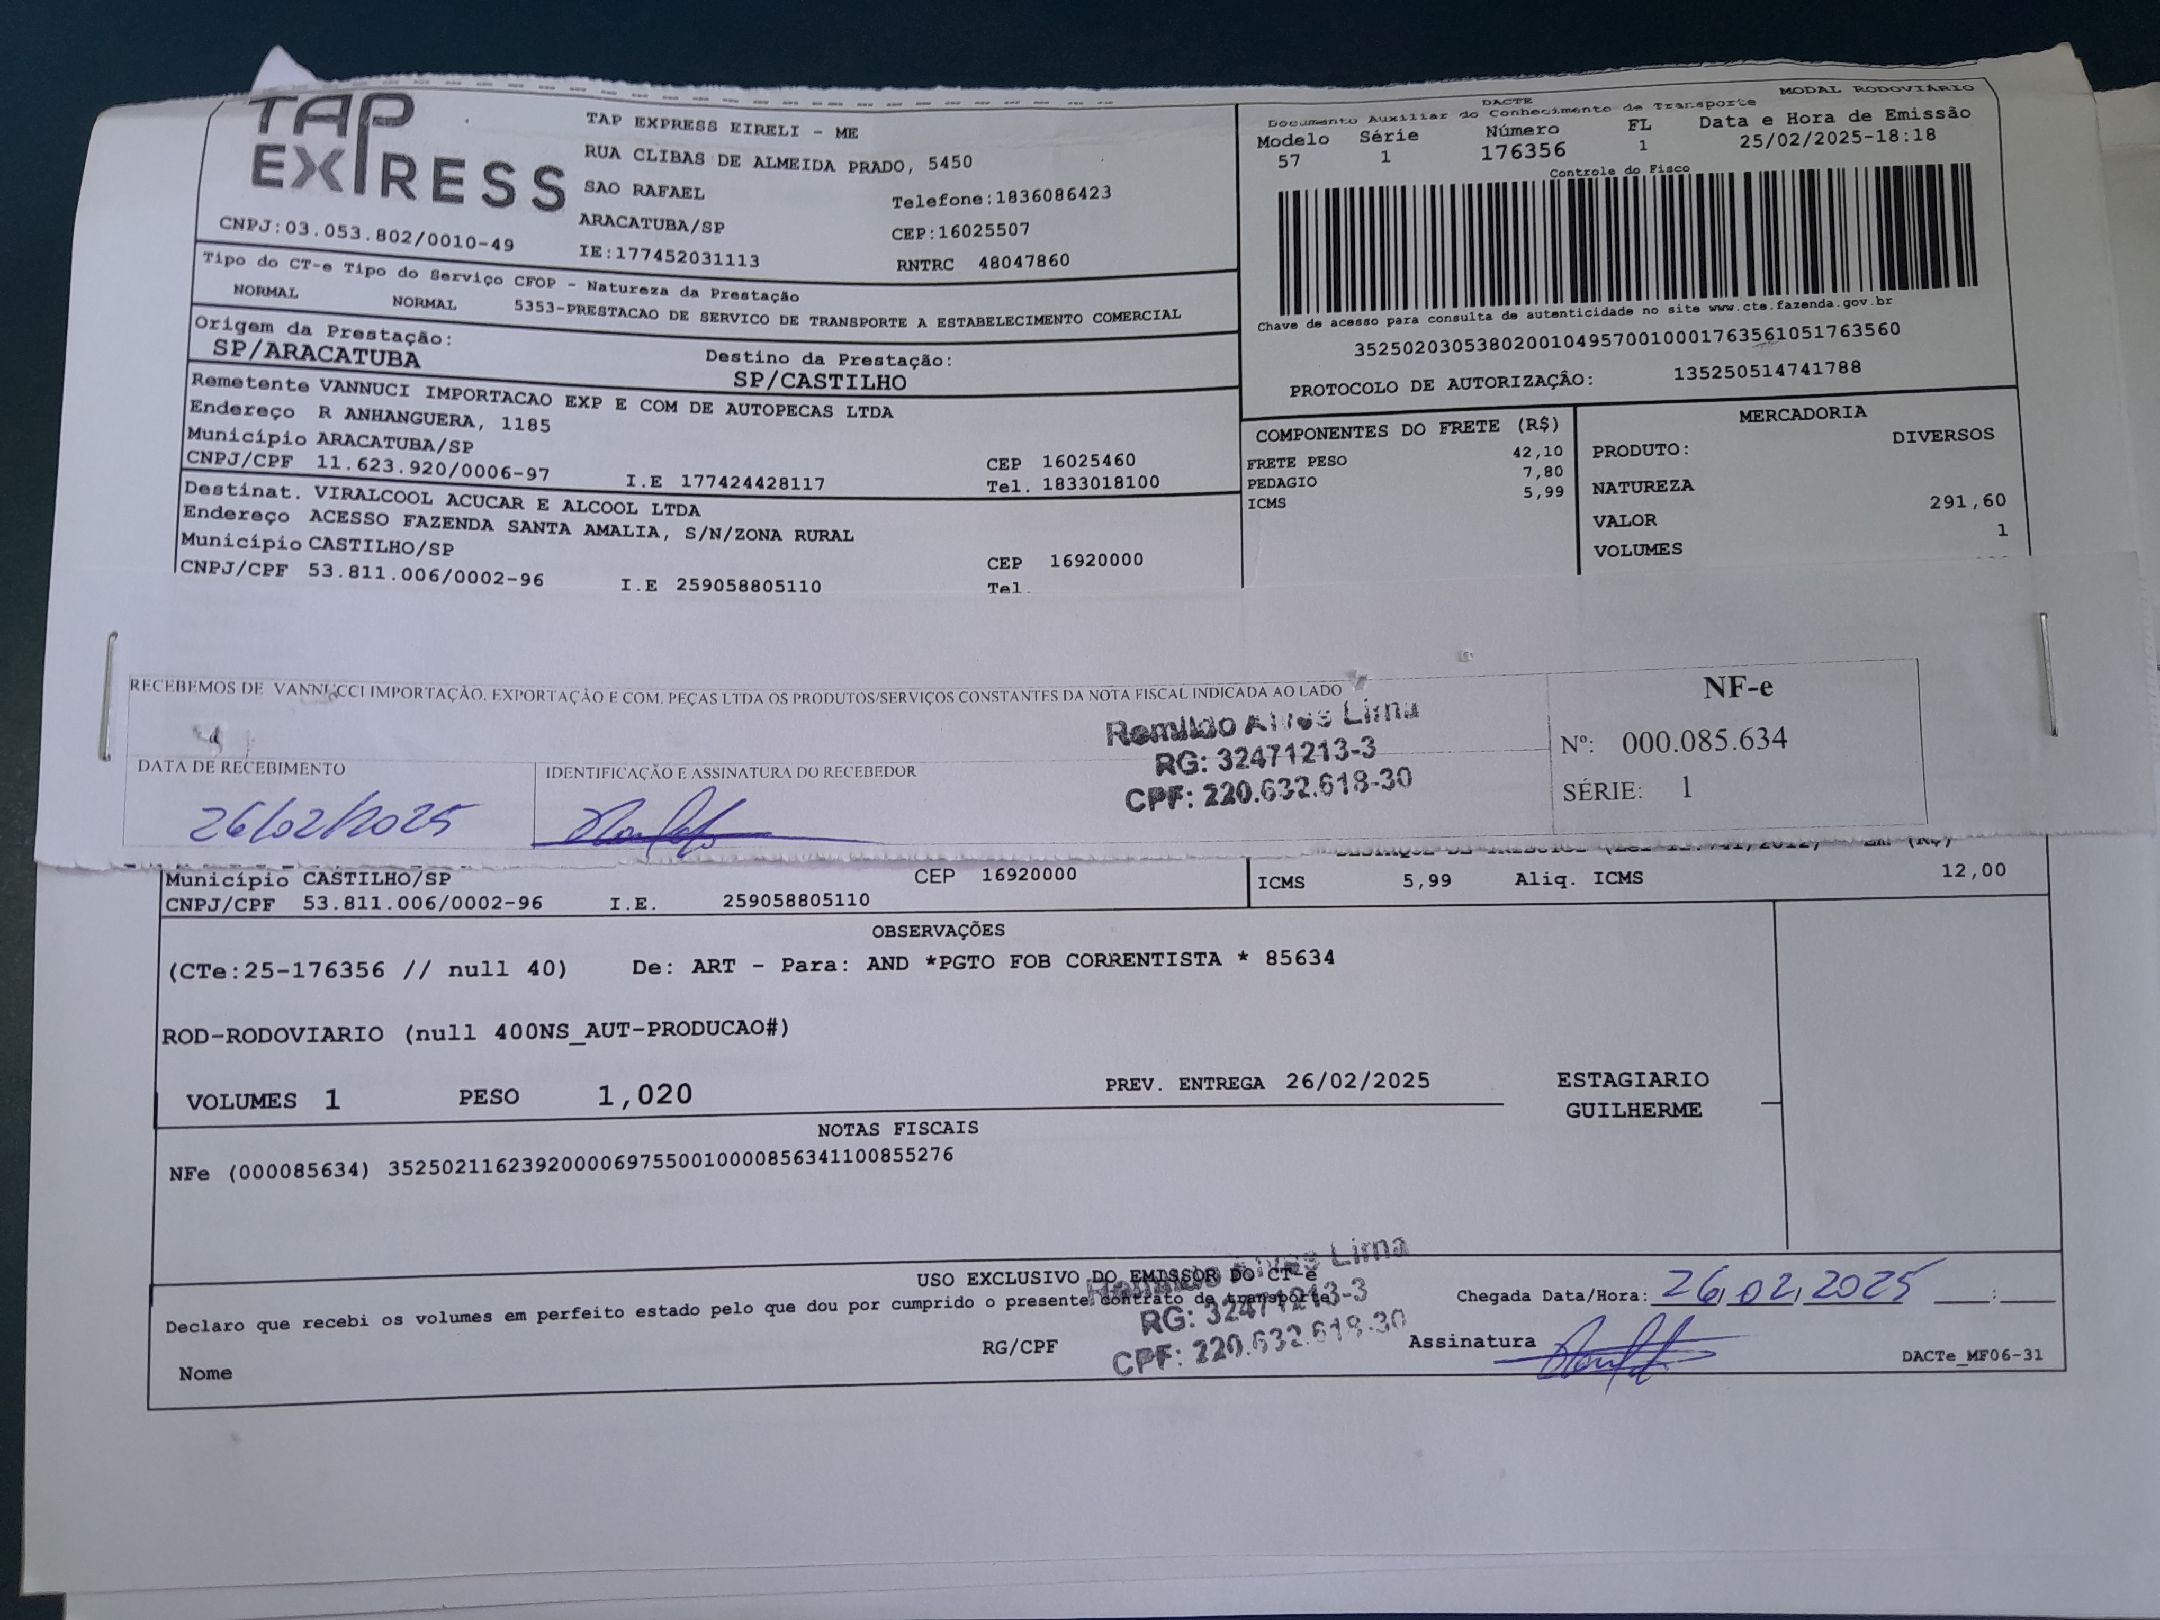 TAP
EXPRESS
CNPJ:03.053.802/0010-49
TAP EXPRESS EIRELI - ME
RUA CLIBAS DE ALMEIDA PRADO, 5450
SAO RAFAEL
Telefone:1836086423
ARACATUBA/SP
CEP:16025507
IE:177452031113
RNTRC 48047860
Tipo do CT-e Tipo do Serviço CFOP - Natureza da Prestação
NORMAL NORMAL 5353-PRESTACAO DE SERVICO DE TRANSPORTE A ESTABELECIMENTO COMERCIAL
Origem da Prestação:
SP/ARACATUBA
Destino da Prestação:
SP/CASTILHO
Remetente VANNUCI IMPORTACAO EXP E COM DE AUTOPECAS LTDA
Endereço R ANHANGUERA, 1185
Município ARACATUBA/SP
CEP 16025460
CNPJ/CPF 11.623.920/0006-97 I.E 177424428117 Tel. 1833018100
Destinat. VIRALCOOL ACUCAR E ALCOOL LTDA
Endereço ACESSO FAZENDA SANTA AMALIA, S/N/ZONA RURAL
Município CASTILHO/SP
CEP 16920000
CNPJ/CPF 53.811.006/0002-96 I.E 259058805110 Tel.
MODAL RODOVIÁRIO
DACTE
Documento Auxiliar do Conhecimento de Transporte
Modelo Série Número FL Data e Hora de Emissão
57 1 176356 1 25/02/2025-18:18
Controle do Fisco
Chave de acesso para consulta de autenticidade no site www.cte.fazenda.gov.br
35250203053802001049570010001763561051763560
PROTOCOLO DE AUTORIZAÇÃO: 135250514741788
COMPONENTES DO FRETE (R$)
FRETE PESO 42,10
PEDAGIO 7,80
ICMS 5,99
MERCADORIA
PRODUTO: DIVERSOS
NATUREZA
VALOR 291,60
VOLUMES 1
RECEBEMOS DE VANNUCCI IMPORTAÇÃO, EXPORTAÇÃO E COM. PEÇAS LTDA OS PRODUTOS/SERVIÇOS CONSTANTES DA NOTA FISCAL INDICADA AO LADO
NF-e
Nº: 000.085.634
SÉRIE: 1
Romildo Alves Lima
RG: 32471213-3
CPF: 220.632.618-30
DATA DE RECEBIMENTO
26/02/2025
IDENTIFICAÇÃO E ASSINATURA DO RECEBEDOR
Município CASTILHO/SP CEP 16920000
CNPJ/CPF 53.811.006/0002-96 I.E. 259058805110
ICMS 5,99 Aliq. ICMS 12,00
OBSERVAÇÕES
(CTe:25-176356 // null 40) De: ART - Para: AND *PGTO FOB CORRENTISTA * 85634
ROD-RODOVIARIO (null 400NS_AUT-PRODUCAO#)
VOLUMES 1 PESO 1,020 PREV. ENTREGA 26/02/2025
ESTAGIARIO
GUILHERME
NOTAS FISCAIS
NFe (000085634) 35250211623920000697550010000856341100855276
USO EXCLUSIVO DO EMISSOR DO CT-e
Declaro que recebi os volumes em perfeito estado pelo que dou por cumprido o presente contrato de transporte
Chegada Data/Hora: 26/02/2025 __:__
Romildo Alves Lima
RG: 32471213-3
CPF: 220.632.618-30
Nome RG/CPF Assinatura
DACTe_MF06-31